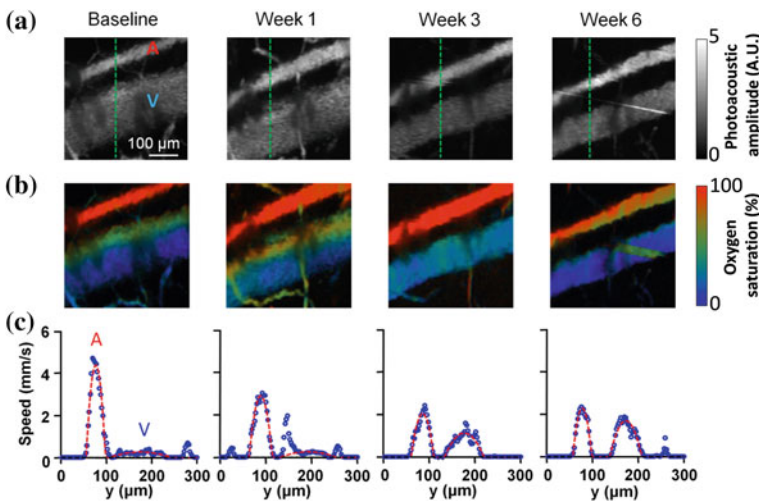 (a) Baseline Week 1 Week 3 Week 6
A
V
100 µm
5
0
Photoacoustic
amplitude (A.U.)
(b)
100
0
Oxygen
saturation (%)
(c)
6
4
2
0
Speed (mm/s)
A
V
0 100 200 300 0 100 200 300 0 100 200 300 0 100 200 300
y (µm) y (µm) y (µm) y (µm)